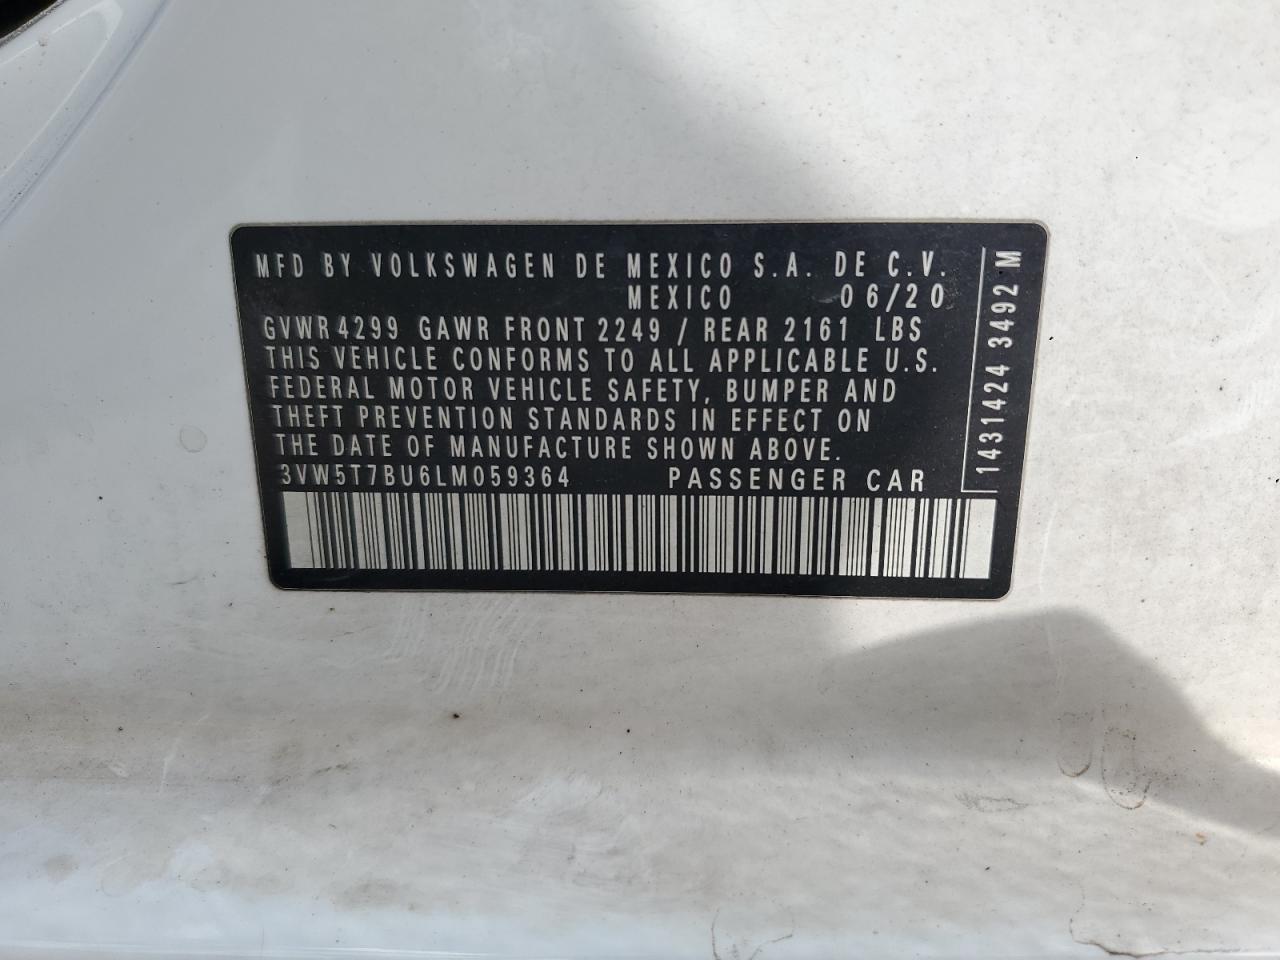 MFD BY VOLKSWAGEN DE MEXICO S.A. DE C.V.
MEXICO 06/20
GVWR 4299 GAWR FRONT 2249 / REAR 2161 LBS
THIS VEHICLE CONFORMS TO ALL APPLICABLE U.S.
FEDERAL MOTOR VEHICLE SAFETY, BUMPER AND
THEFT PREVENTION STANDARDS IN EFFECT ON
THE DATE OF MANUFACTURE SHOWN ABOVE.
3VW5T7BU6LM059364 PASSENGER CAR
1431424 3492 M